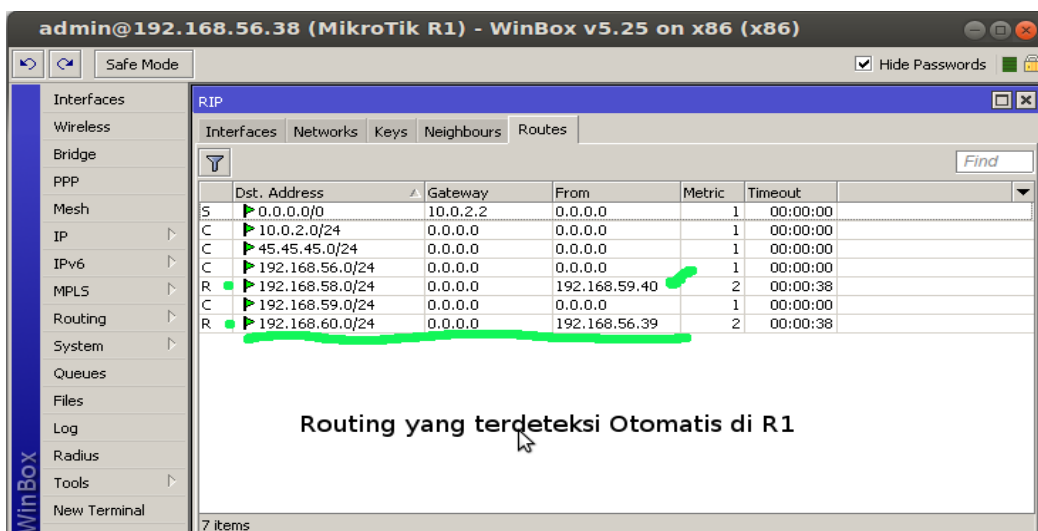 admin@192.168.56.38 (MikroTik R1) - WinBox v5.25 on x86 (x86)
Safe Mode
Hide Passwords
Interfaces
Wireless
Bridge
PPP
Mesh
IP
IPv6
MPLS
Routing
System
Queues
Files
Log
Radius
Tools
New Terminal
WinBox
RIP
Interfaces Networks Keys Neighbours Routes
Find
Dst. Address Gateway From Metric Timeout
S 0.0.0.0/0 10.0.2.2 0.0.0.0 1 00:00:00
C 10.0.2.0/24 0.0.0.0 0.0.0.0 1 00:00:00
C 45.45.45.0/24 0.0.0.0 0.0.0.0 1 00:00:00
C 192.168.56.0/24 0.0.0.0 0.0.0.0 1 00:00:00
R 192.168.58.0/24 0.0.0.0 192.168.59.40 2 00:00:38
C 192.168.59.0/24 0.0.0.0 0.0.0.0 1 00:00:00
R 192.168.60.0/24 0.0.0.0 192.168.56.39 2 00:00:38
Routing yang terdeteksi Otomatis di R1
7 items